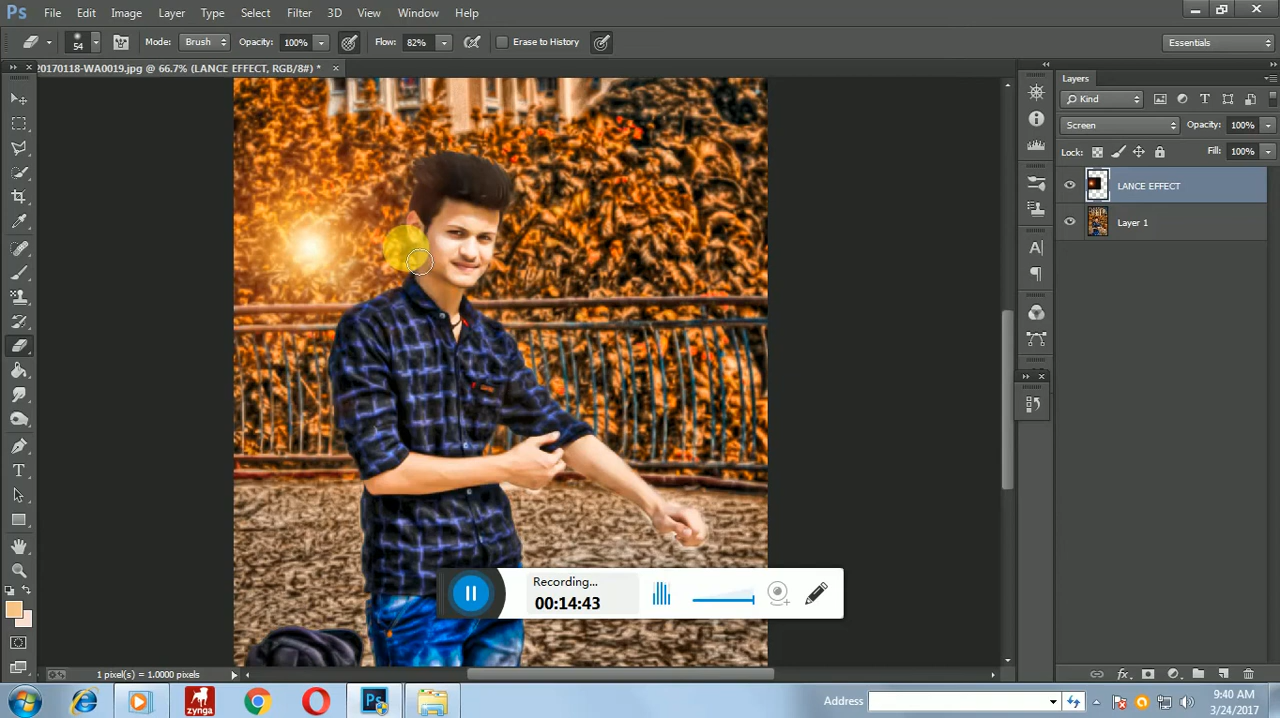 Ps File Edit Image Layer Type Select Filter 3D View Window Help
54 Mode: Brush Opacity: 100% Flow: 82% Erase to History Essentials
20170118-WA0019.jpg @ 66.7% (LANCE EFFECT, RGB/8#) * ×
Layers
Kind
Screen Opacity: 100%
Lock: Fill: 100%
LANCE EFFECT
Layer 1
Recording...
00:14:43
1 pixel(s) = 1.0000 pixels
zynga
Ps
Address
9:40 AM
3/24/2017